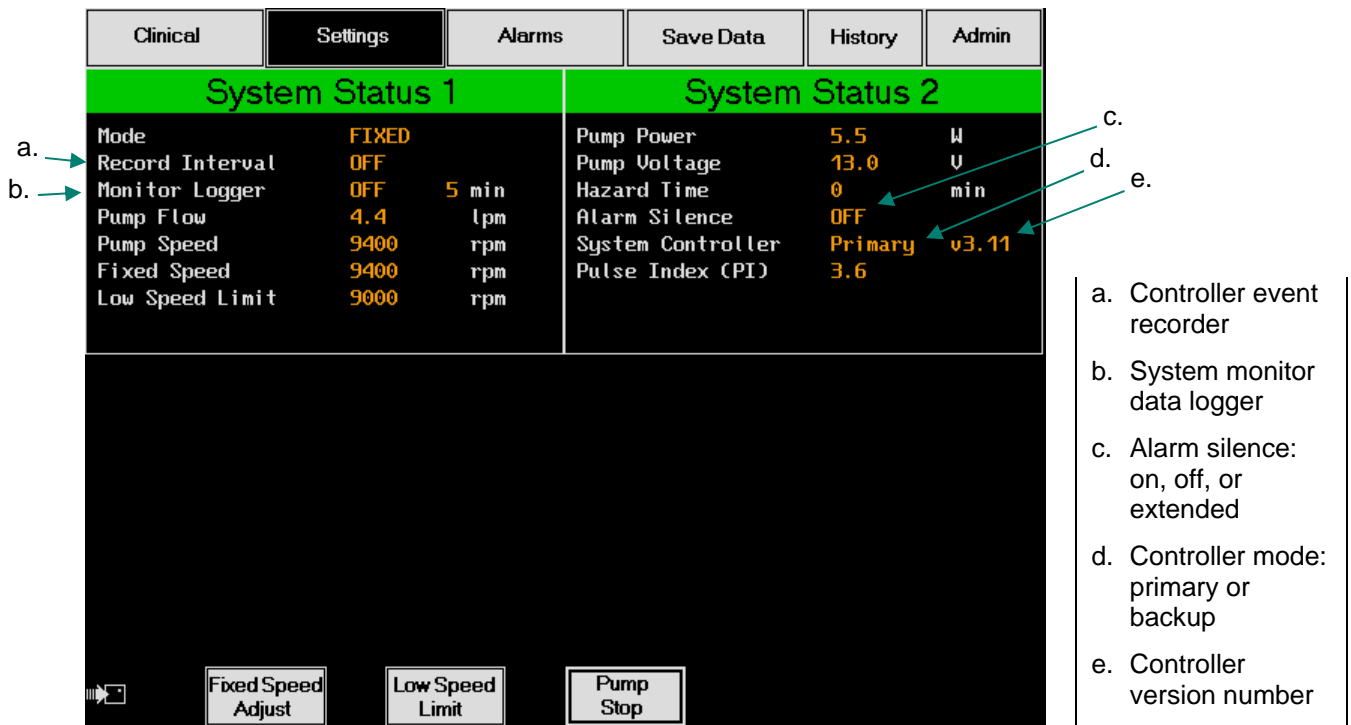 Clinical Settings Alarms Save Data History Admin
System Status 1
Mode FIXED
Record Interval OFF
Monitor Logger OFF 5 min
Pump Flow 4.4 lpm
Pump Speed 9400 rpm
Fixed Speed 9400 rpm
Low Speed Limit 9000 rpm
System Status 2
Pump Power 5.5 W
Pump Voltage 13.0 V
Hazard Time 0 min
Alarm Silence OFF
System Controller Primary v3.11
Pulse Index (PI) 3.6
a.
b.
c.
d.
e.
a. Controller event
recorder
b. System monitor
data logger
c. Alarm silence:
on, off, or
extended
d. Controller mode:
primary or
backup
e. Controller
version number
Fixed Speed
Adjust
Low Speed
Limit
Pump
Stop